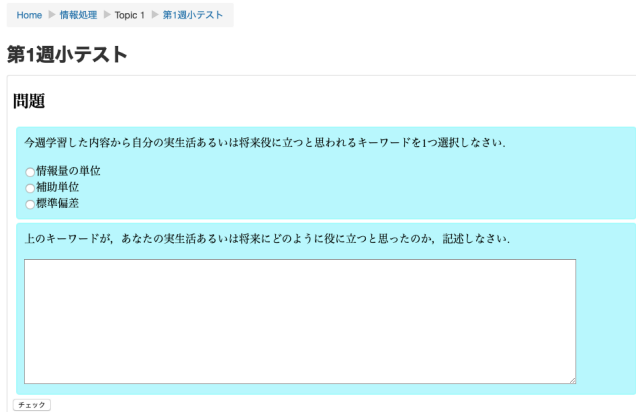 Home ▶ 情報処理 ▶ Topic 1 ▶ 第1週小テスト
第1週小テスト
問題
今週学習した内容から自分の実生活あるいは将来役に立つと思われるキーワードを1つ選択しなさい.
情報量の単位
補助単位
標準偏差
上のキーワードが，あなたの実生活あるいは将来にどのように役に立つと思ったのか，記述しなさい.
チェック